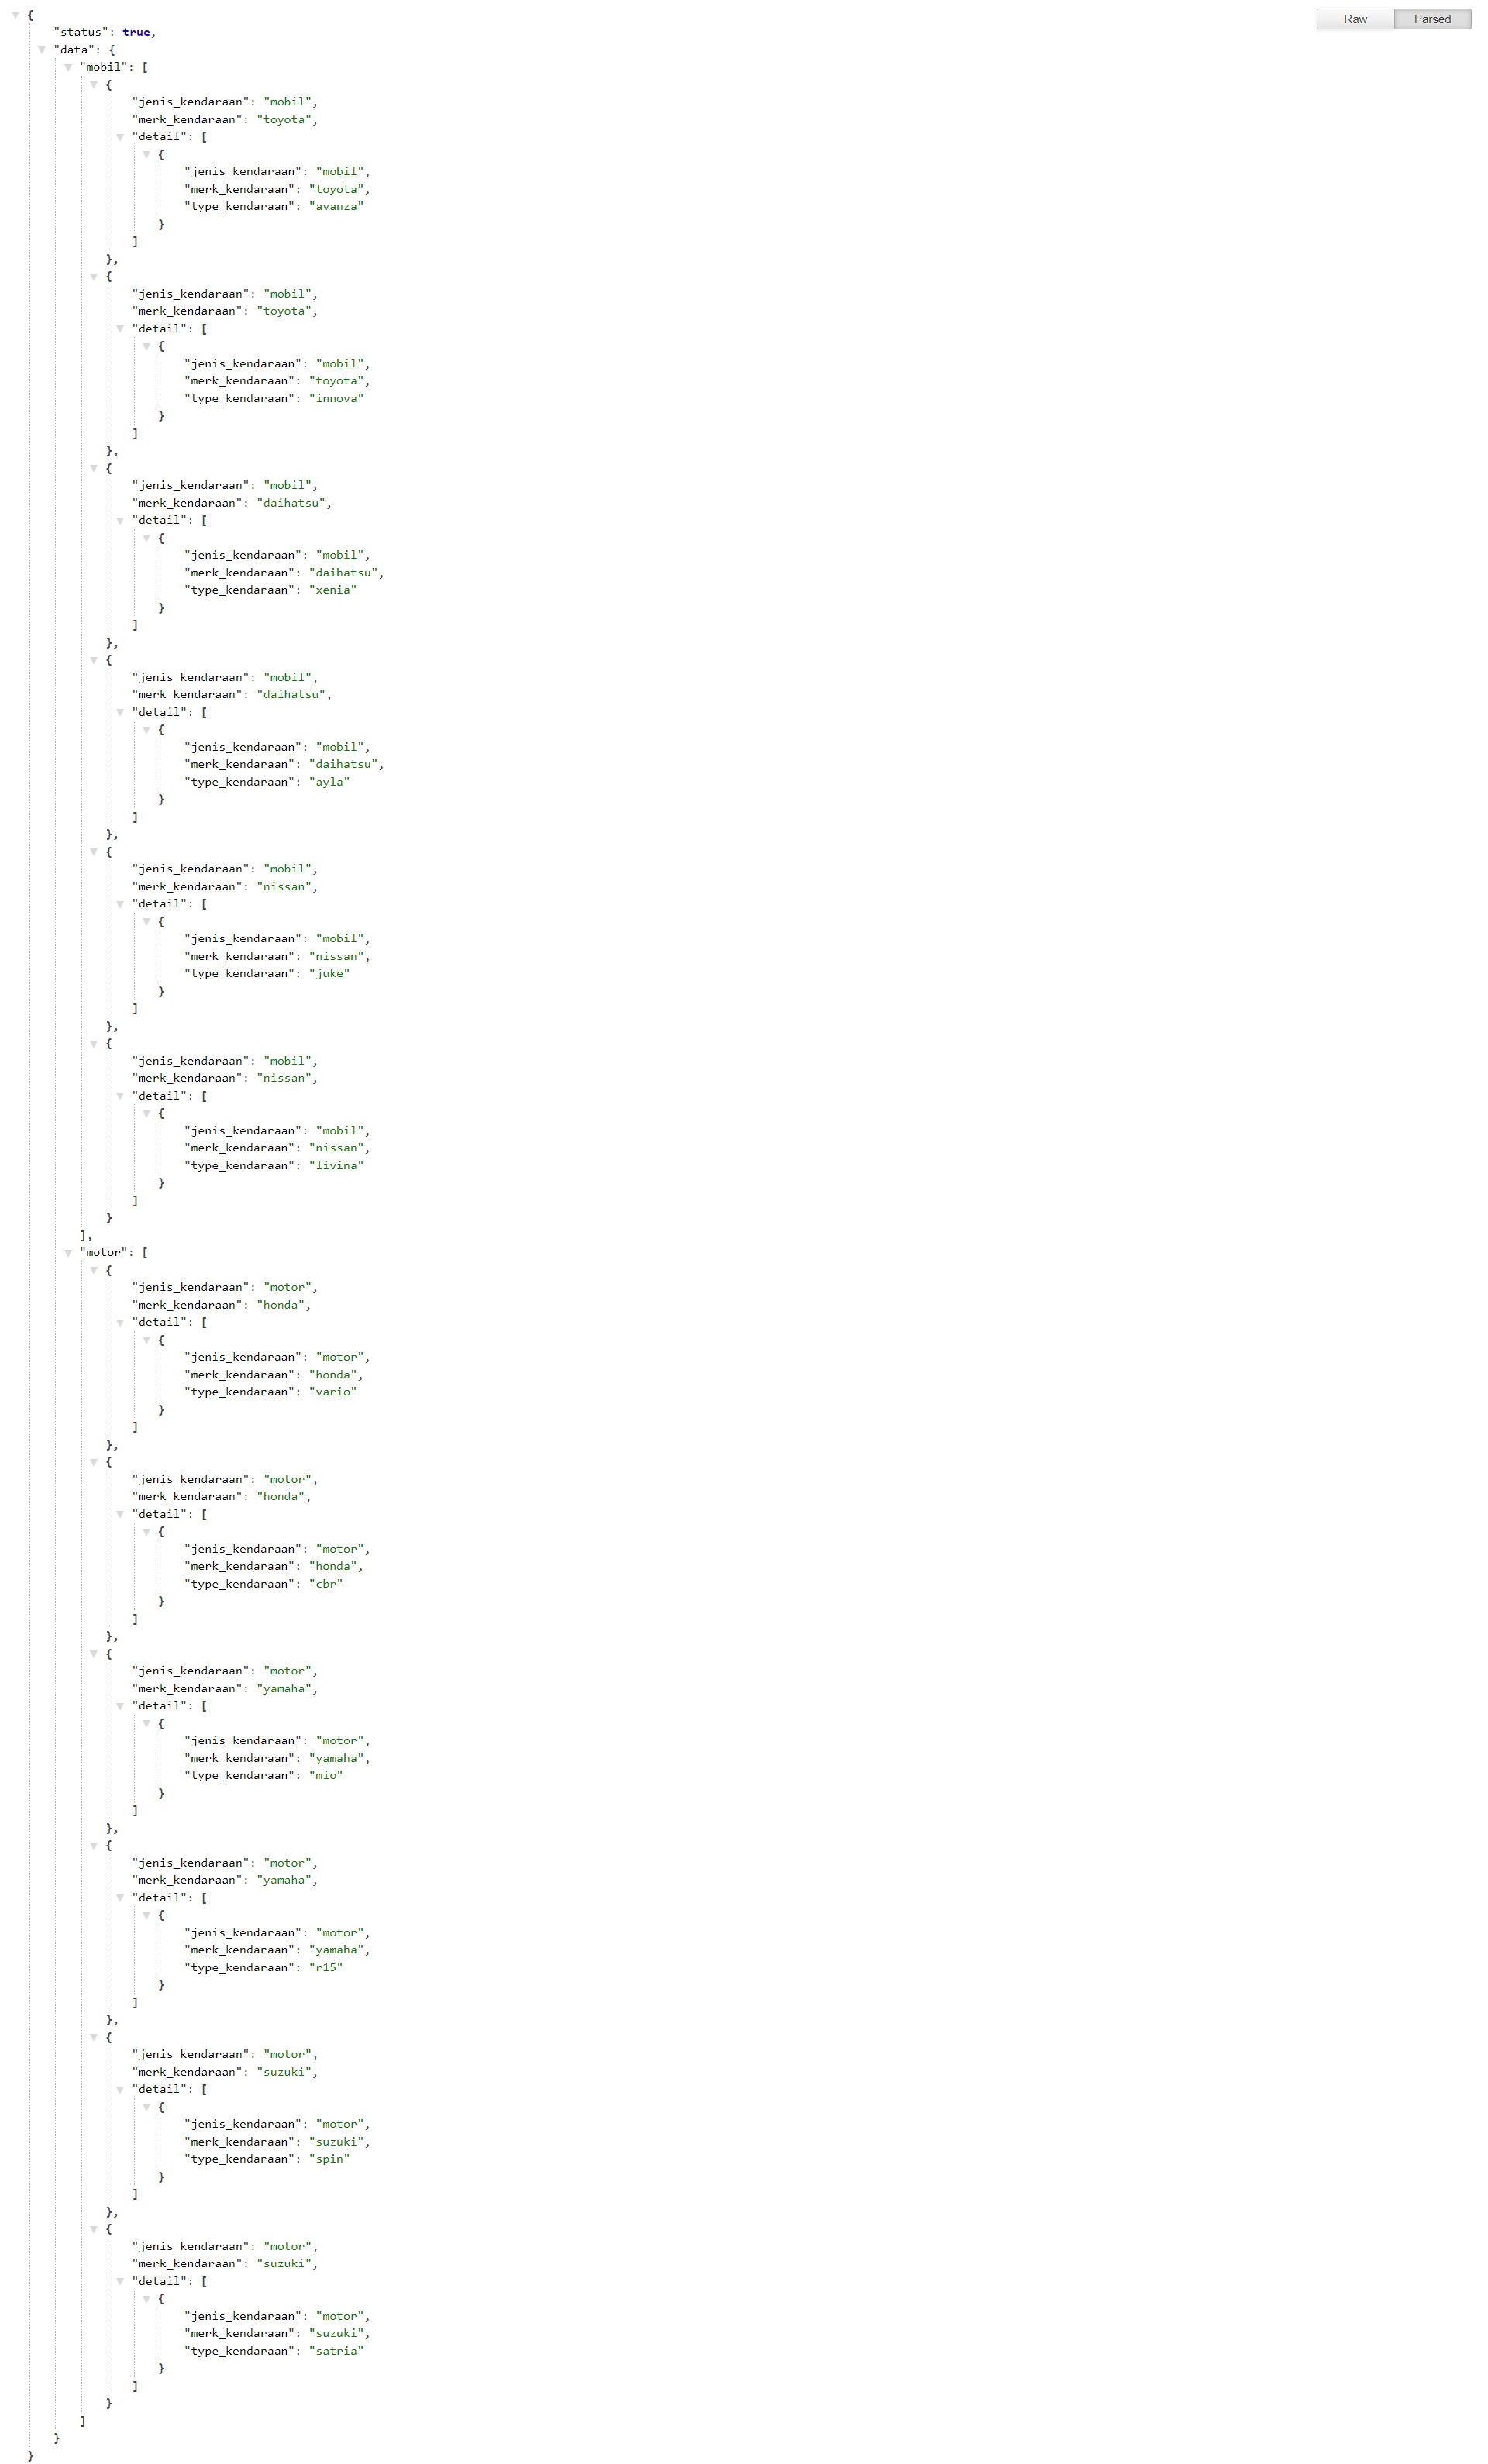 {
Raw Parsed
"status": true,
"data": {
"mobil": [
{
"jenis_kendaraan": "mobil",
"merk_kendaraan": "toyota",
"detail": [
{
"jenis_kendaraan": "mobil",
"merk_kendaraan": "toyota",
"type_kendaraan": "avanza"
}
]
},
{
"jenis_kendaraan": "mobil",
"merk_kendaraan": "toyota",
"detail": [
{
"jenis_kendaraan": "mobil",
"merk_kendaraan": "toyota",
"type_kendaraan": "innova"
}
]
},
{
"jenis_kendaraan": "mobil",
"merk_kendaraan": "daihatsu",
"detail": [
{
"jenis_kendaraan": "mobil",
"merk_kendaraan": "daihatsu",
"type_kendaraan": "xenia"
}
]
},
{
"jenis_kendaraan": "mobil",
"merk_kendaraan": "daihatsu",
"detail": [
{
"jenis_kendaraan": "mobil",
"merk_kendaraan": "daihatsu",
"type_kendaraan": "ayla"
}
]
},
{
"jenis_kendaraan": "mobil",
"merk_kendaraan": "nissan",
"detail": [
{
"jenis_kendaraan": "mobil",
"merk_kendaraan": "nissan",
"type_kendaraan": "juke"
}
]
},
{
"jenis_kendaraan": "mobil",
"merk_kendaraan": "nissan",
"detail": [
{
"jenis_kendaraan": "mobil",
"merk_kendaraan": "nissan",
"type_kendaraan": "livina"
}
]
}
],
"motor": [
{
"jenis_kendaraan": "motor",
"merk_kendaraan": "honda",
"detail": [
{
"jenis_kendaraan": "motor",
"merk_kendaraan": "honda",
"type_kendaraan": "vario"
}
]
},
{
"jenis_kendaraan": "motor",
"merk_kendaraan": "honda",
"detail": [
{
"jenis_kendaraan": "motor",
"merk_kendaraan": "honda",
"type_kendaraan": "cbr"
}
]
},
{
"jenis_kendaraan": "motor",
"merk_kendaraan": "yamaha",
"detail": [
{
"jenis_kendaraan": "motor",
"merk_kendaraan": "yamaha",
"type_kendaraan": "mio"
}
]
},
{
"jenis_kendaraan": "motor",
"merk_kendaraan": "yamaha",
"detail": [
{
"jenis_kendaraan": "motor",
"merk_kendaraan": "yamaha",
"type_kendaraan": "r15"
}
]
},
{
"jenis_kendaraan": "motor",
"merk_kendaraan": "suzuki",
"detail": [
{
"jenis_kendaraan": "motor",
"merk_kendaraan": "suzuki",
"type_kendaraan": "spin"
}
]
},
{
"jenis_kendaraan": "motor",
"merk_kendaraan": "suzuki",
"detail": [
{
"jenis_kendaraan": "motor",
"merk_kendaraan": "suzuki",
"type_kendaraan": "satria"
}
]
}
]
}
}